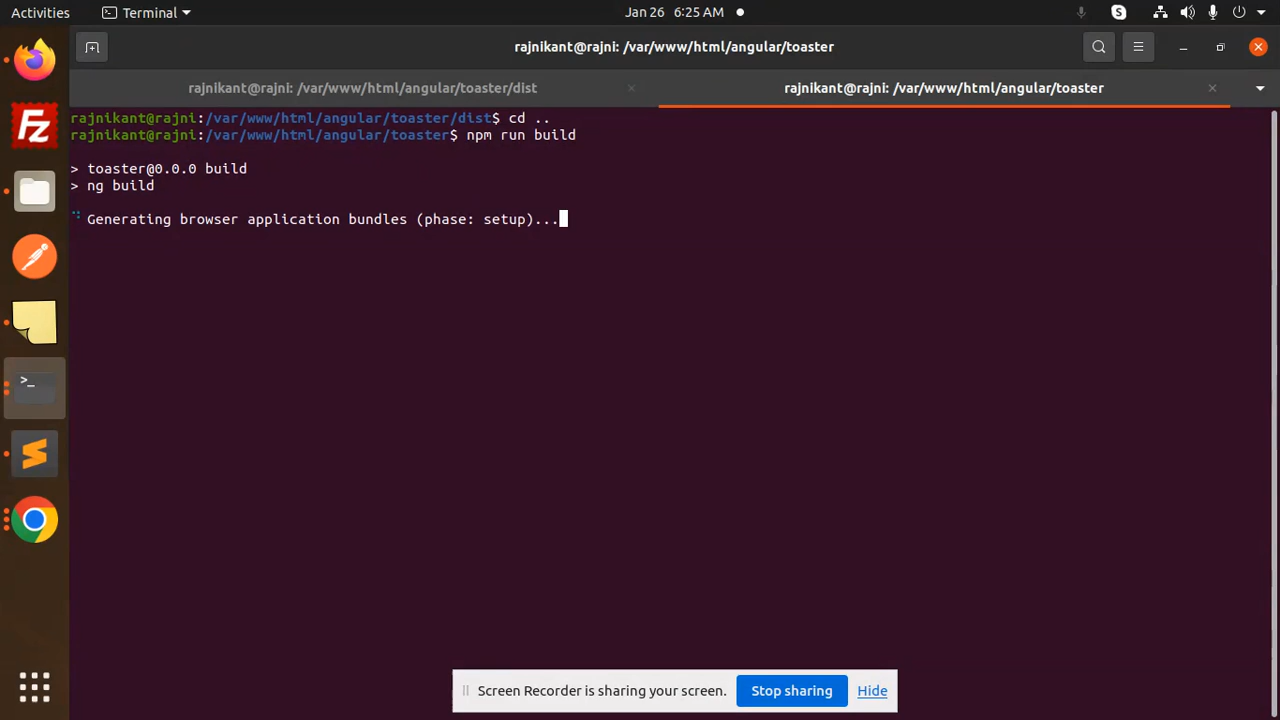 Activities
Terminal
Jan 26 6:25 AM
rajnikant@rajni: /var/www/html/angular/toaster
rajnikant@rajni: /var/www/html/angular/toaster/dist
rajnikant@rajni: /var/www/html/angular/toaster
rajnikant@rajni:/var/www/html/angular/toaster/dist$ cd ..
rajnikant@rajni:/var/www/html/angular/toaster$ npm run build
> toaster@0.0.0 build
> ng build
Generating browser application bundles (phase: setup)...
Screen Recorder is sharing your screen.
Stop sharing
Hide